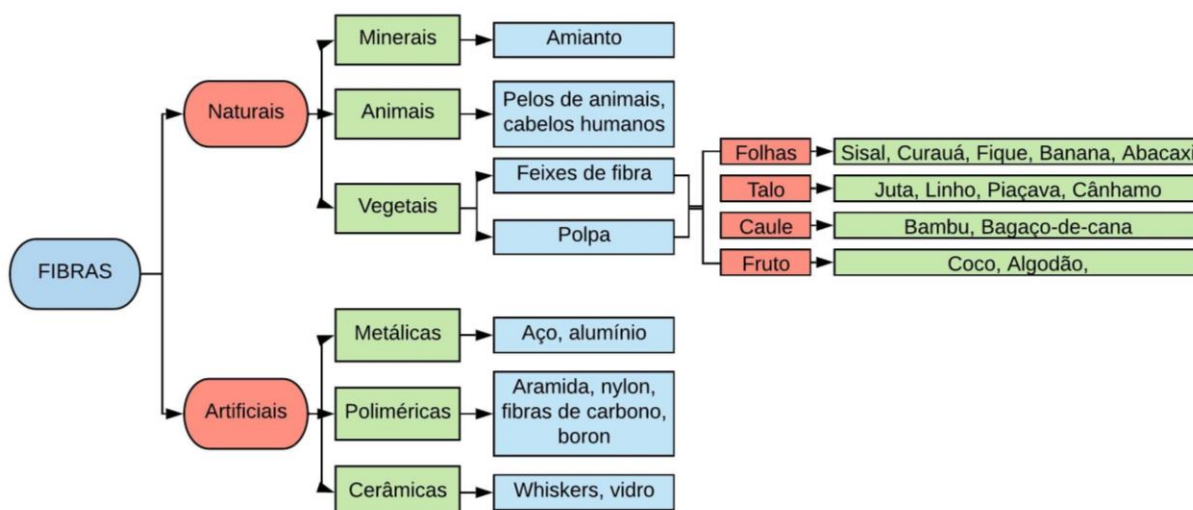 FIBRAS
Naturais
Minerais
Amianto
Animais
Pelos de animais,
cabelos humanos
Vegetais
Feixes de fibra
Polpa
Folhas
Sisal, Curauá, Fique, Banana, Abacaxi
Talo
Juta, Linho, Piaçava, Cânhamo
Caule
Bambu, Bagaço-de-cana
Fruto
Coco, Algodão,
Artificiais
Metálicas
Aço, alumínio
Poliméricas
Aramida, nylon,
fibras de carbono,
boron
Cerâmicas
Whiskers, vidro